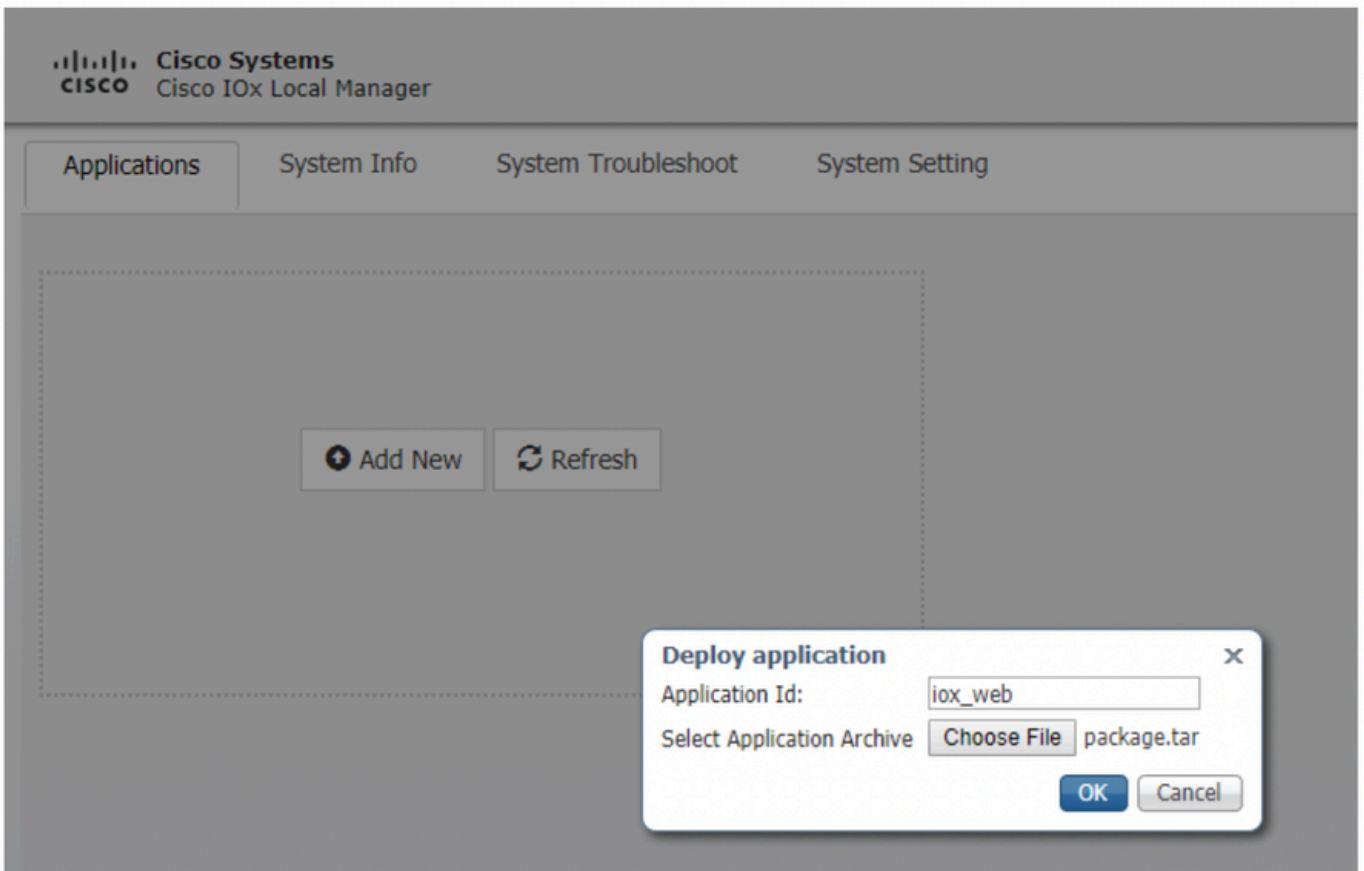 Cisco Systems
CISCO Cisco IOx Local Manager
Applications System Info System Troubleshoot System Setting
Add New Refresh
Deploy application
Application Id: iox_web
Select Application Archive Choose File package.tar
OK Cancel